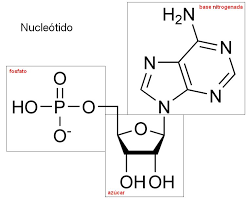 base nitrogenada
NH₂
Nucleótido
fosfato
N
N
N
N
O
HO
P
O
O⁻
O
OH
OH
azúcar